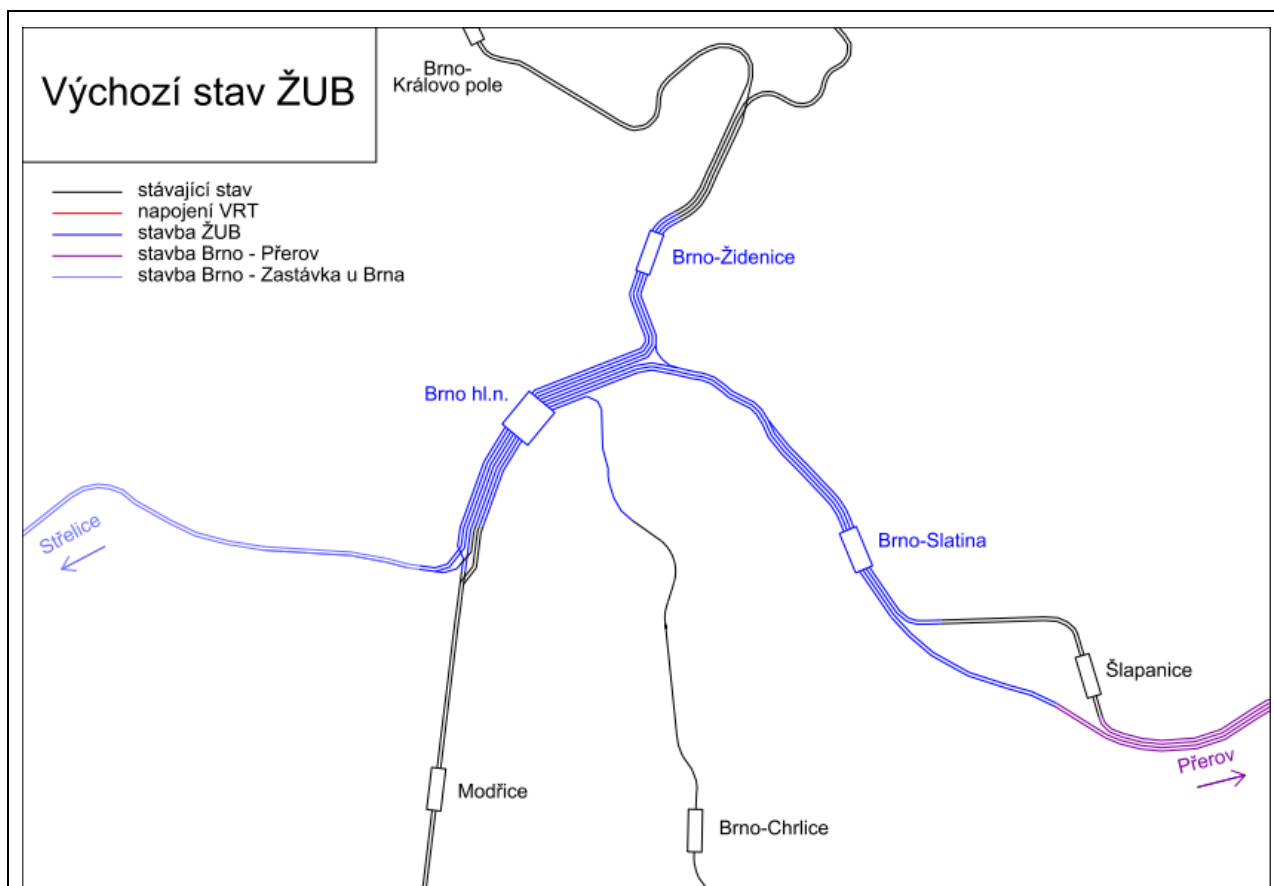 Výchozí stav ŽUB
stávající stav
napojení VRT
stavba ŽUB
stavba Brno - Přerov
stavba Brno - Zastávka u Brna
Brno-
Královo pole
Brno-Židenice
Brno hl.n.
Střelice
Brno-Slatina
Šlapanice
Přerov
Modřice
Brno-Chrlice